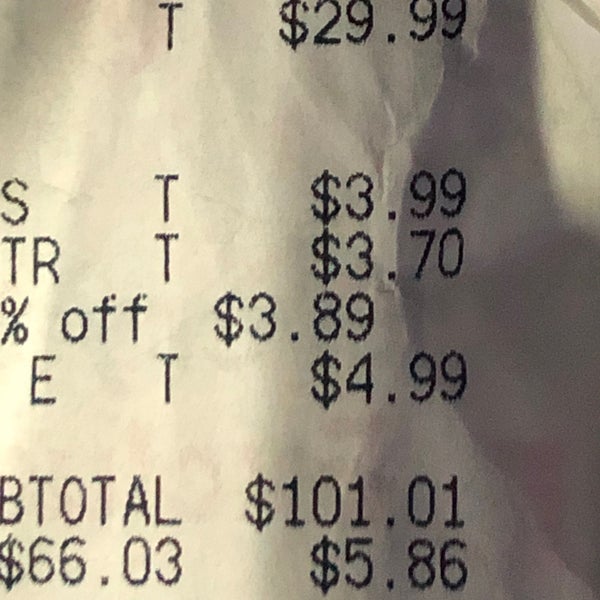 T $29.99
S T $3.99
TR T $3.70
% off $3.89
E T $4.99
BTOTAL $101.01
$66.03 $5.86